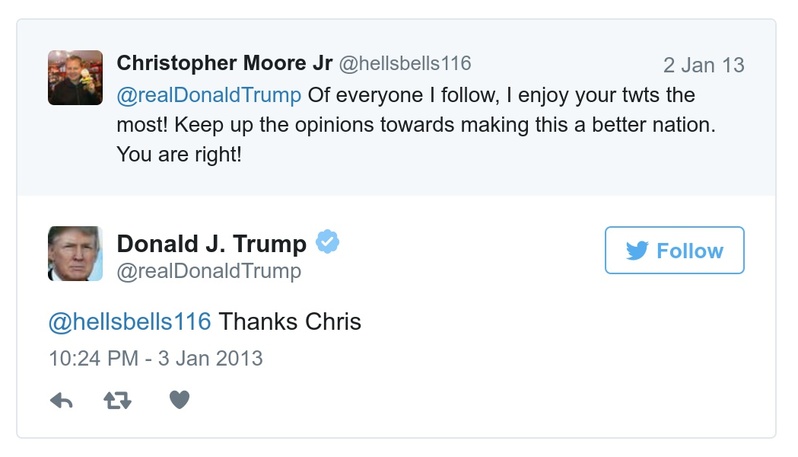 Christopher Moore Jr @hellsbells116 2 Jan 13
@realDonaldTrump Of everyone I follow, I enjoy your twts the
most! Keep up the opinions towards making this a better nation.
You are right!
Donald J. Trump
@realDonaldTrump
Follow
@hellsbells116 Thanks Chris
10:24 PM - 3 Jan 2013